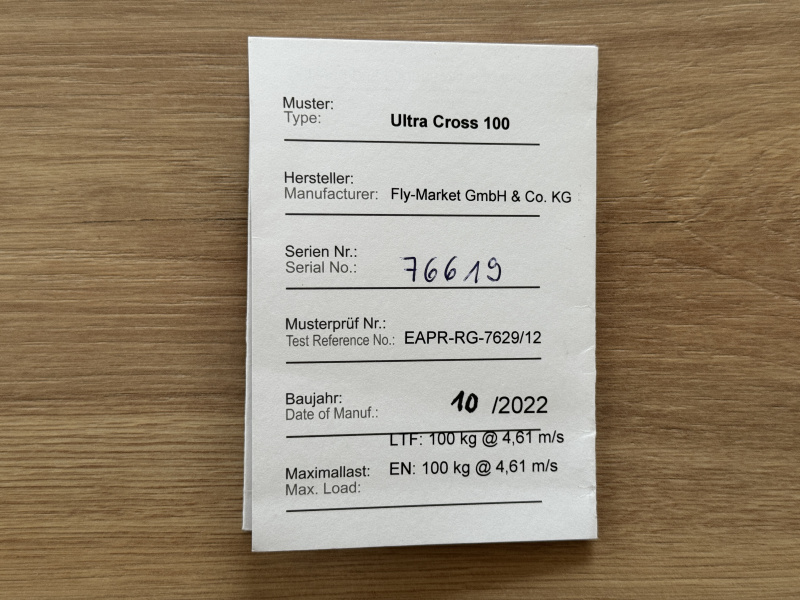 Muster:
Type: Ultra Cross 100
Hersteller:
Manufacturer: Fly-Market GmbH & Co. KG
Serien Nr.:
Serial No.: 76619
Musterprüf Nr.:
Test Reference No.: EAPR-RG-7629/12
Baujahr:
Date of Manuf.: 10 /2022
LTF: 100 kg @ 4,61 m/s
Maximallast: EN: 100 kg @ 4,61 m/s
Max. Load: